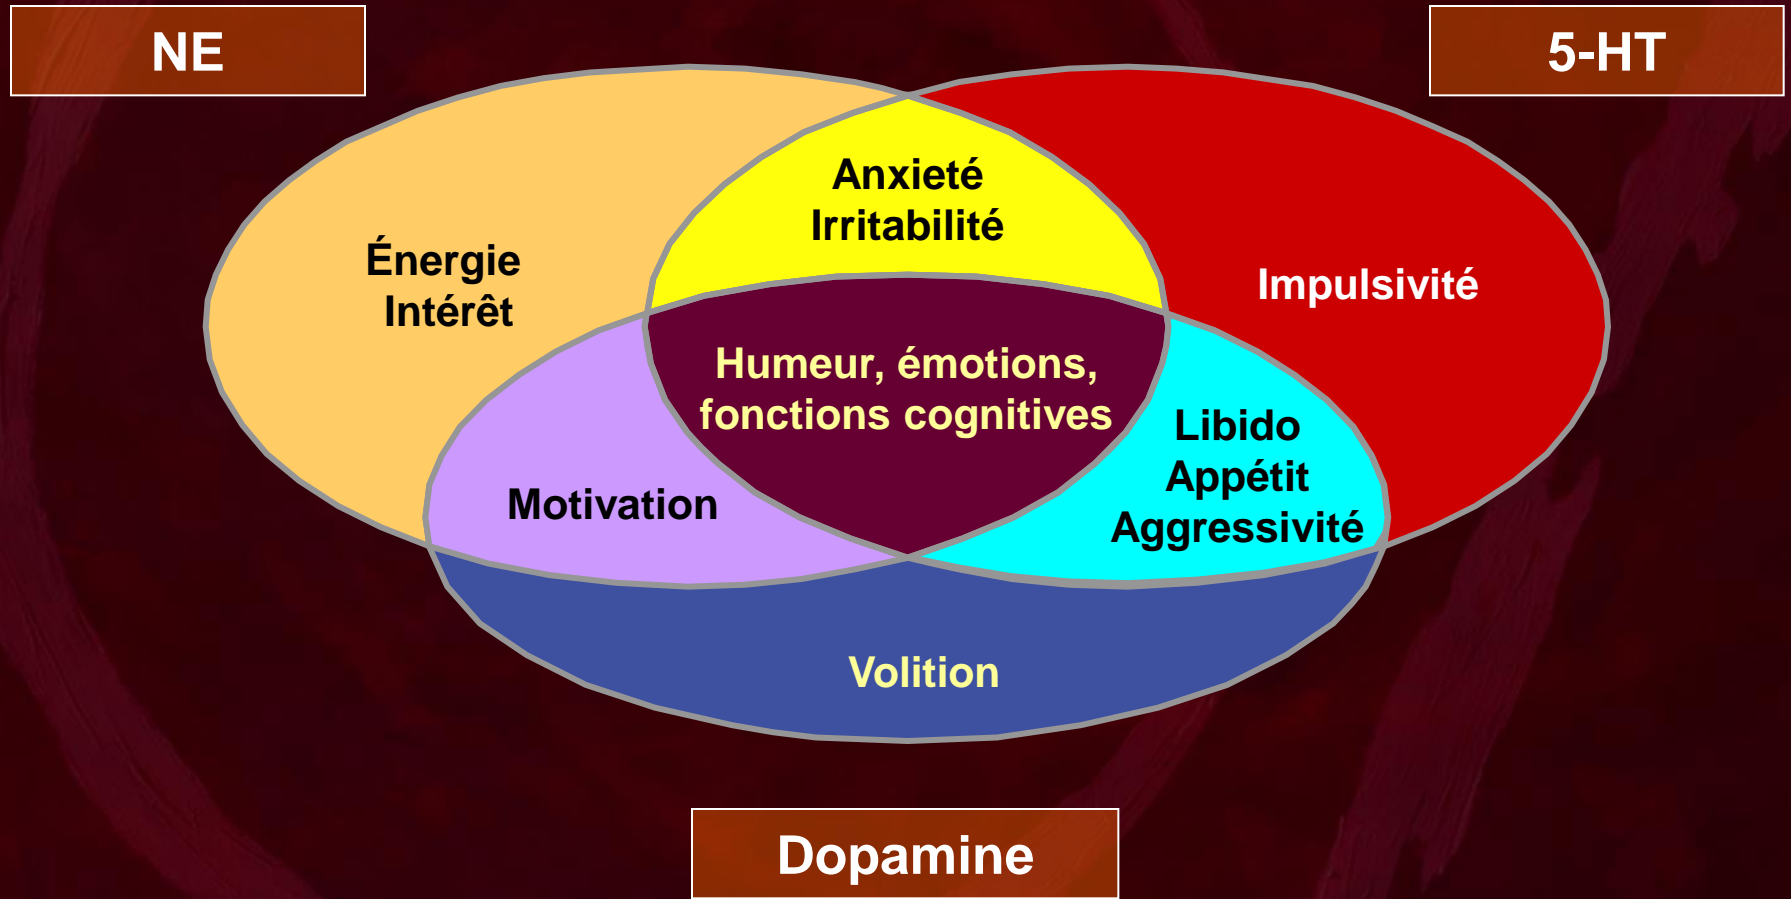 NE
5-HT
Anxieté
Irritabilité
Énergie
Intérêt
Impulsivité
Humeur, émotions,
fonctions cognitives
Libido
Appétit
Aggressivité
Motivation
Volition
Dopamine